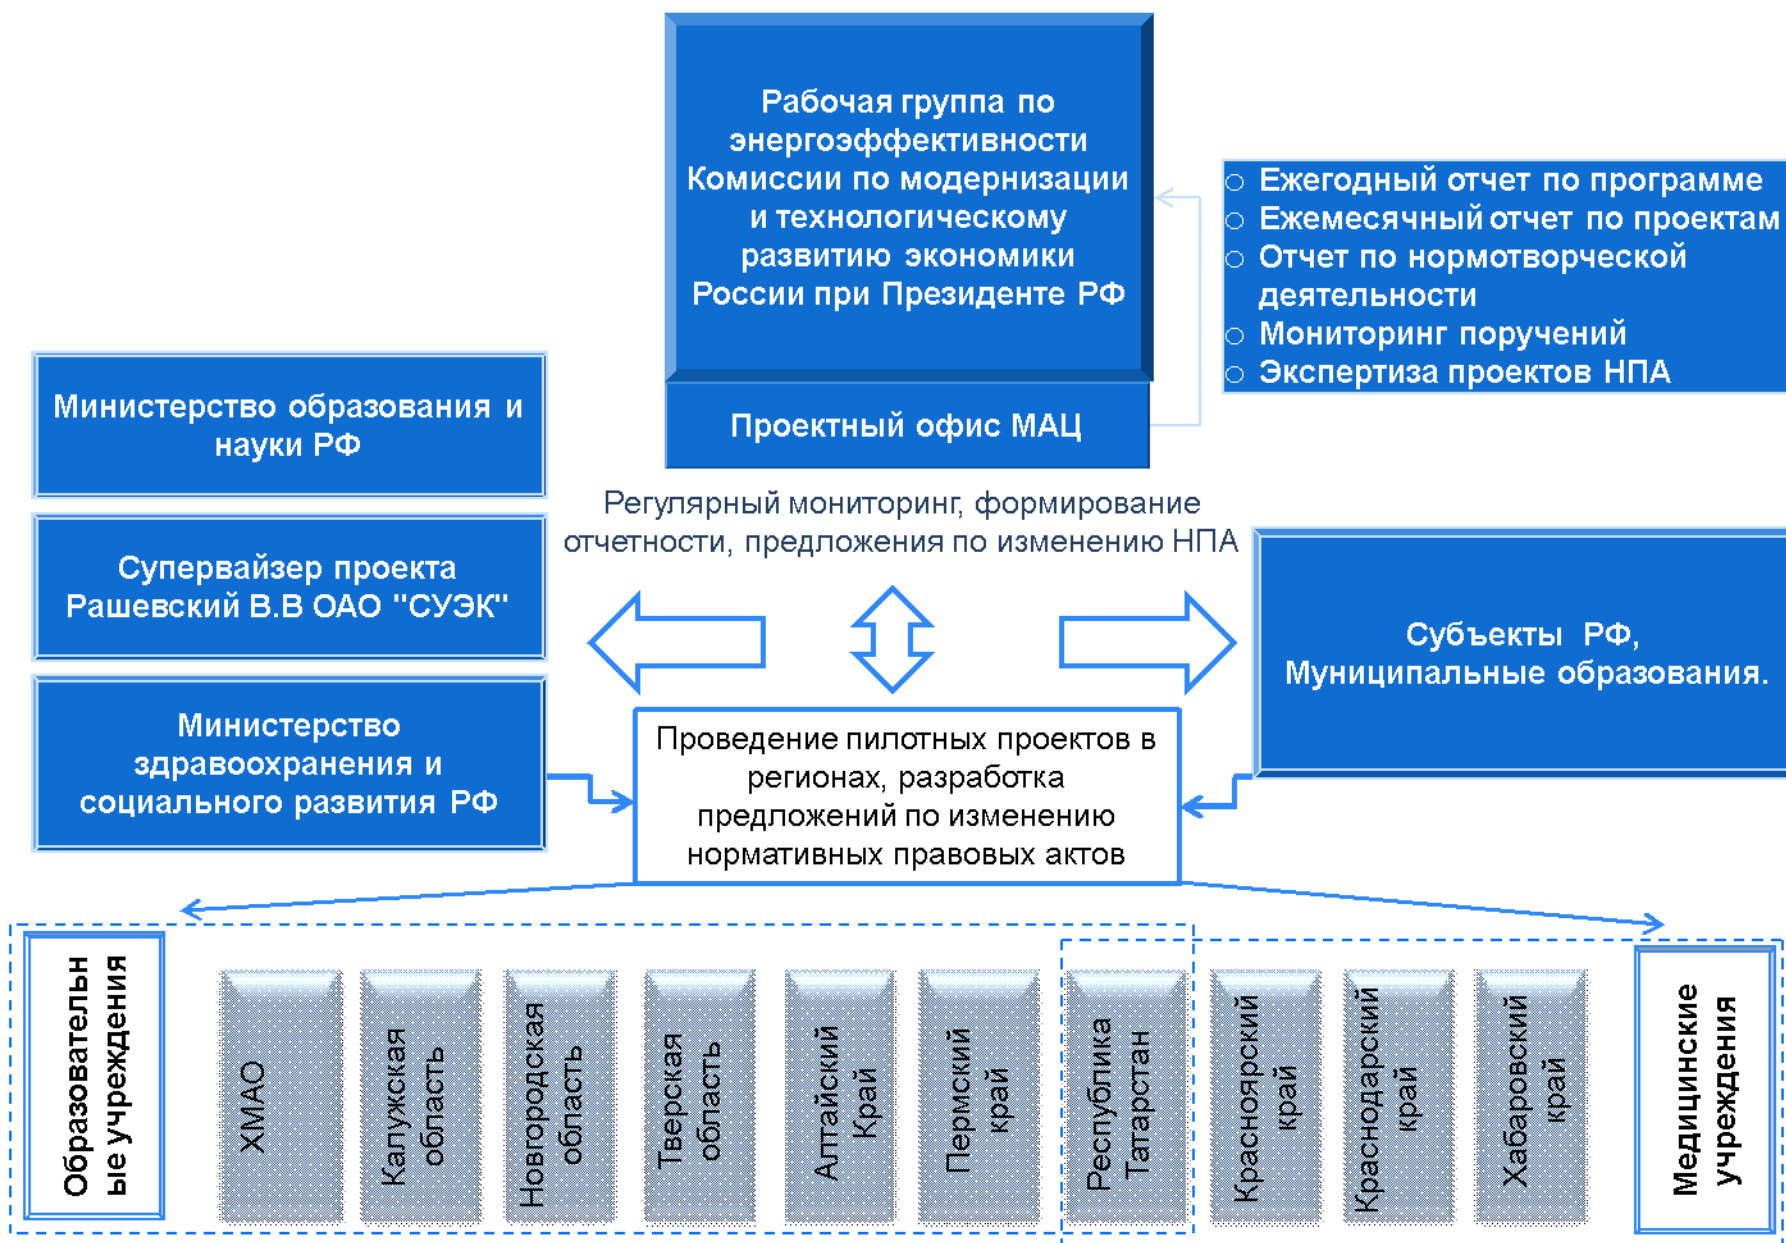 Рабочая группа по
энергоэффективности
Комиссии по модернизации
и технологическому
развитию экономики
России при Президенте РФ
Проектный офис МАЦ
Ежегодный отчет по программе
Ежемесячный отчет по проектам
Отчет по нормотворческой
деятельности
Мониторинг поручений
Экспертиза проектов НПА
Министерство образования и
науки РФ
Супервайзер проекта
Рашевский В.В ОАО "СУЭК"
Министерство
здравоохранения и
социального развития РФ
Регулярный мониторинг, формирование
отчетности, предложения по изменению НПА
Субъекты РФ,
Муниципальные образования.
Проведение пилотных проектов в
регионах, разработка
предложений по изменению
нормативных правовых актов
Образовательн
ые учреждения
ХМАО
Калужская
область
Новгородская
область
Тверская
область
Алтайский
Край
Пермский
край
Республика
Татарстан
Красноярский
край
Краснодарский
край
Хабаровский
край
Медицинские
учреждения